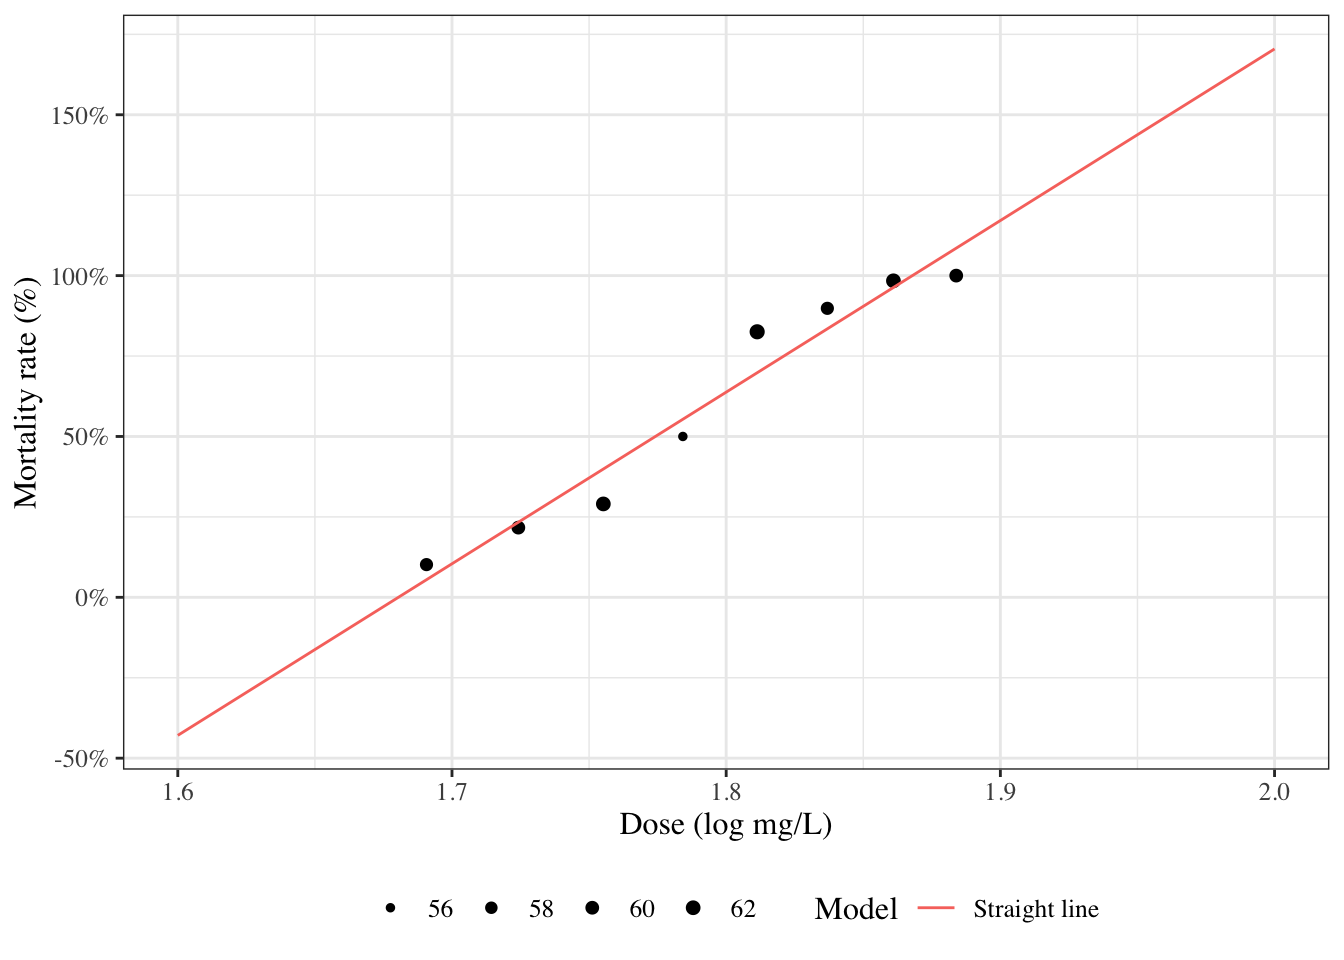 Mortality rate (%)
150%
100%
50%
0%
-50%
1.6 1.7 1.8 1.9 2.0
Dose (log mg/L)
56 58 60 62 Model Straight line